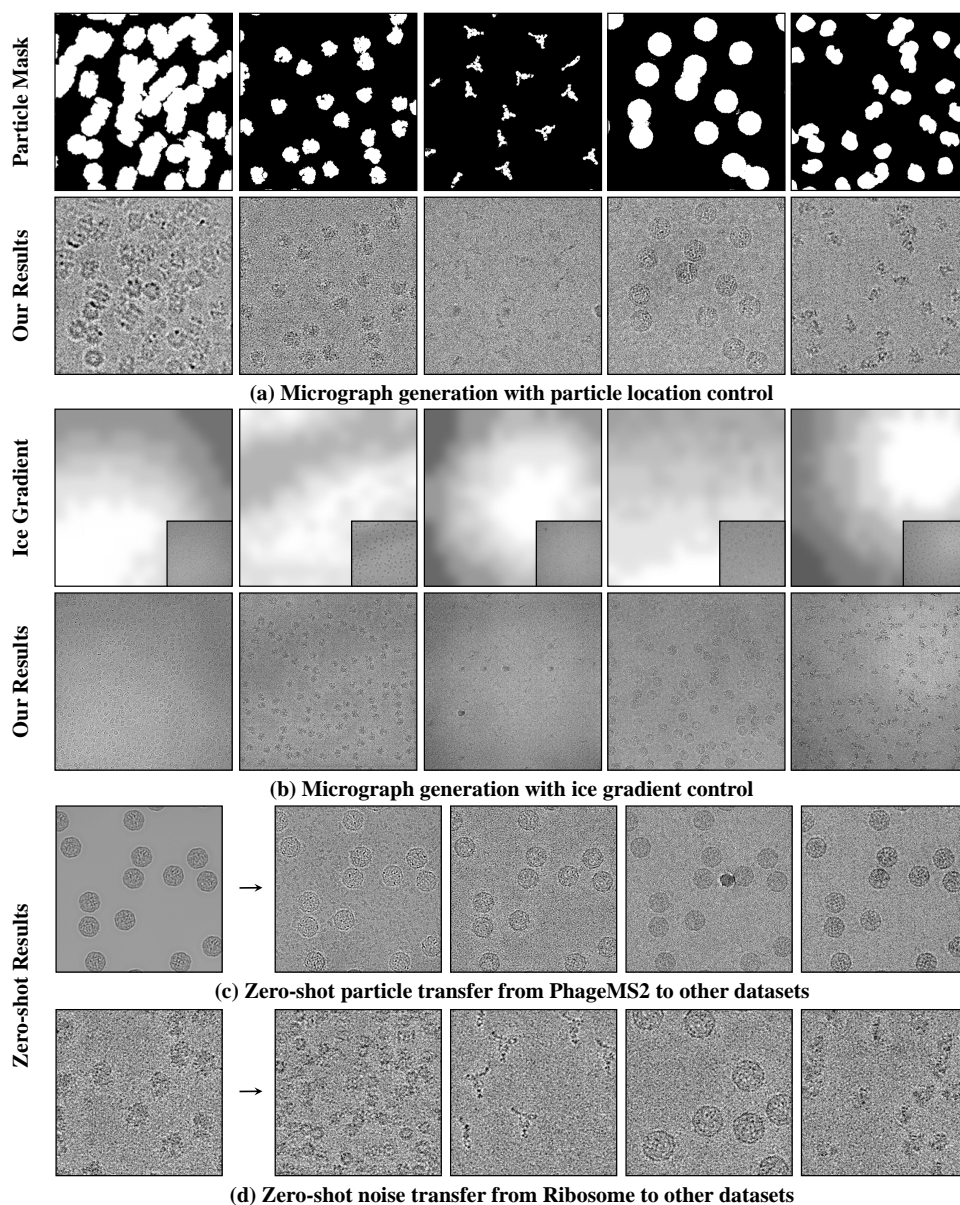 Particle Mask
Our Results
(a) Micrograph generation with particle location control
Ice Gradient
Our Results
(b) Micrograph generation with ice gradient control
Zero-shot Results
(c) Zero-shot particle transfer from PhageMS2 to other datasets
(d) Zero-shot noise transfer from Ribosome to other datasets